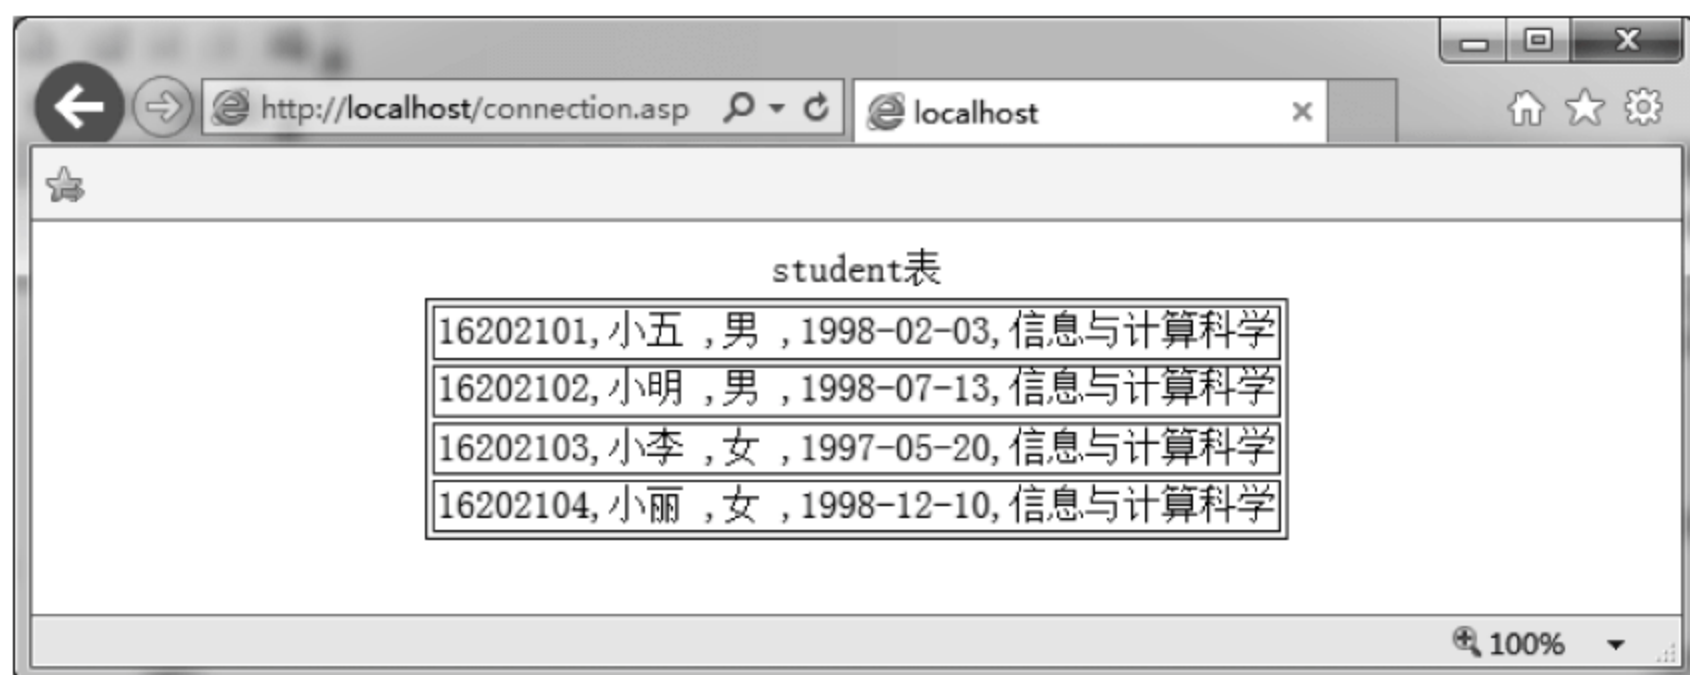 http://localhost/connection.asp
localhost
student表
16202101,小五 ,男 ,1998-02-03,信息与计算科学
16202102,小明 ,男 ,1998-07-13,信息与计算科学
16202103,小李 ,女 ,1997-05-20,信息与计算科学
16202104,小丽 ,女 ,1998-12-10,信息与计算科学
100%